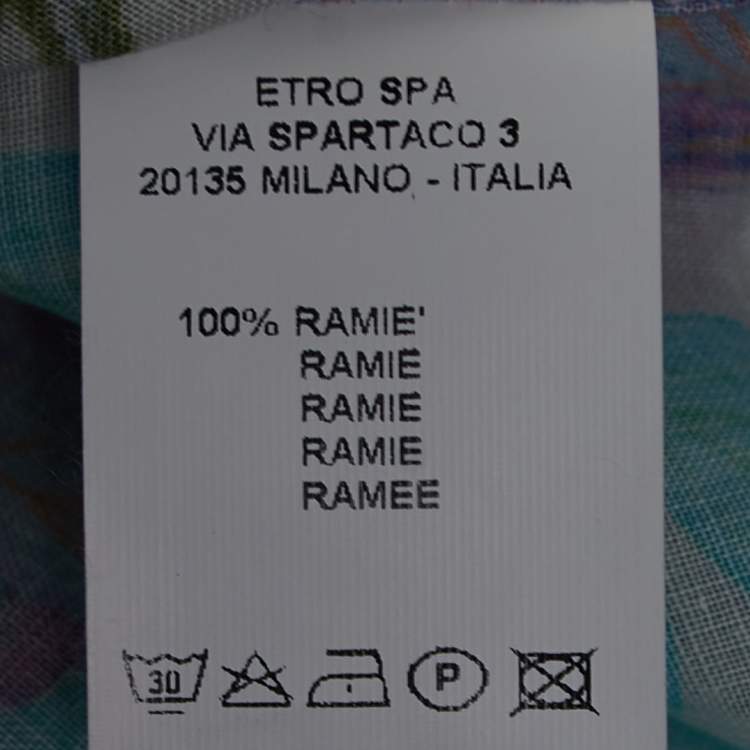 ETRO SPA
VIA SPARTACO 3
20135 MILANO - ITALIA
100% RAMIE'
RAMIE
RAMIE
RAMIE
RAMEE
30 P